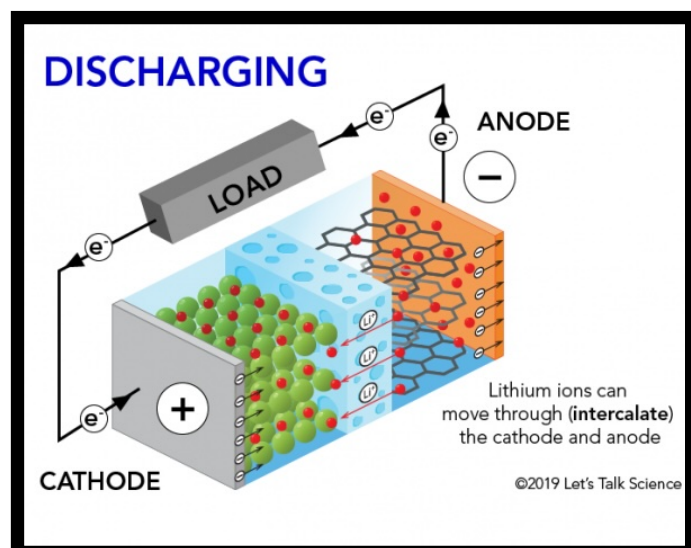 DISCHARGING
e⁻
ANODE
e⁻
−
LOAD
e⁻
Li⁺
Li⁺
Li⁺
+
e⁻
Lithium ions can
move through (intercalate)
the cathode and anode
CATHODE
©2019 Let's Talk Science